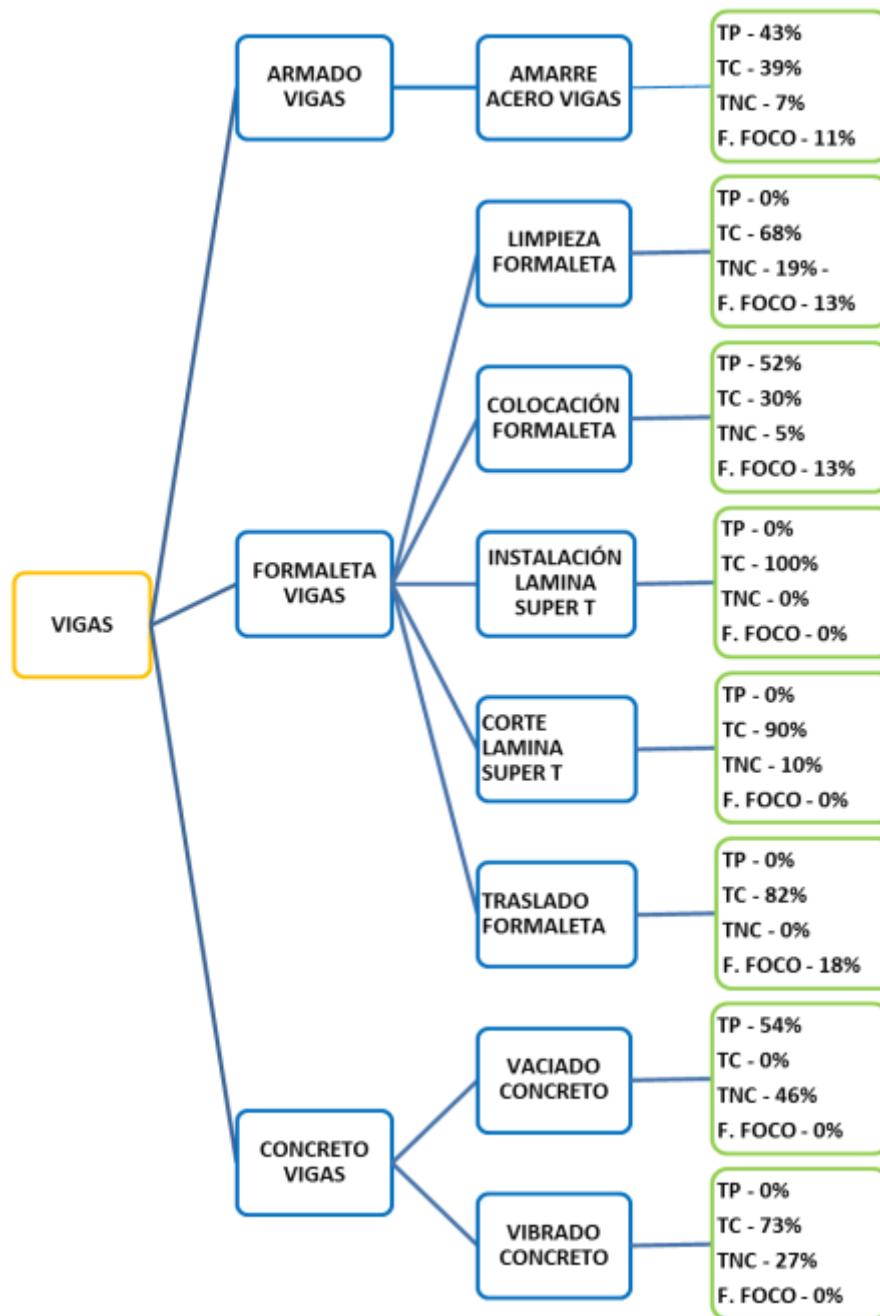 VIGAS
ARMADO
VIGAS
AMARRE
ACERO VIGAS
TP - 43%
TC - 39%
TNC - 7%
F. FOCO - 11%
FORMALETA
VIGAS
LIMPIEZA
FORMALETA
TP - 0%
TC - 68%
TNC - 19% -
F. FOCO - 13%
COLOCACIÓN
FORMALETA
TP - 52%
TC - 30%
TNC - 5%
F. FOCO - 13%
INSTALACIÓN
LAMINA
SUPER T
TP - 0%
TC - 100%
TNC - 0%
F. FOCO - 0%
CORTE
LAMINA
SUPER T
TP - 0%
TC - 90%
TNC - 10%
F. FOCO - 0%
TRASLADO
FORMALETA
TP - 0%
TC - 82%
TNC - 0%
F. FOCO - 18%
CONCRETO
VIGAS
VACIADO
CONCRETO
TP - 54%
TC - 0%
TNC - 46%
F. FOCO - 0%
VIBRADO
CONCRETO
TP - 0%
TC - 73%
TNC - 27%
F. FOCO - 0%